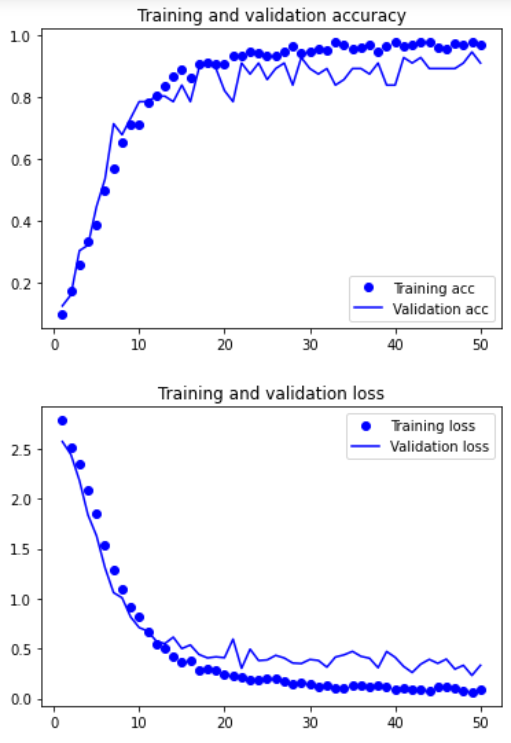 Training and validation accuracy
1.0
0.8
0.6
0.4
0.2
Training acc
Validation acc
0 10 20 30 40 50
Training and validation loss
Training loss
Validation loss
2.5
2.0
1.5
1.0
0.5
0.0
0 10 20 30 40 50